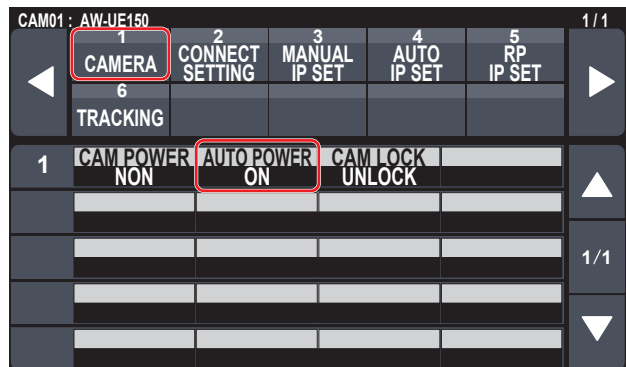 CAM01 : AW-UE150 1 / 1
1 2 3 4 5
CAMERA CONNECT SETTING MANUAL IP SET AUTO IP SET RP IP SET
6
TRACKING
1 CAM POWER AUTO POWER CAM LOCK
NON ON UNLOCK
1/1